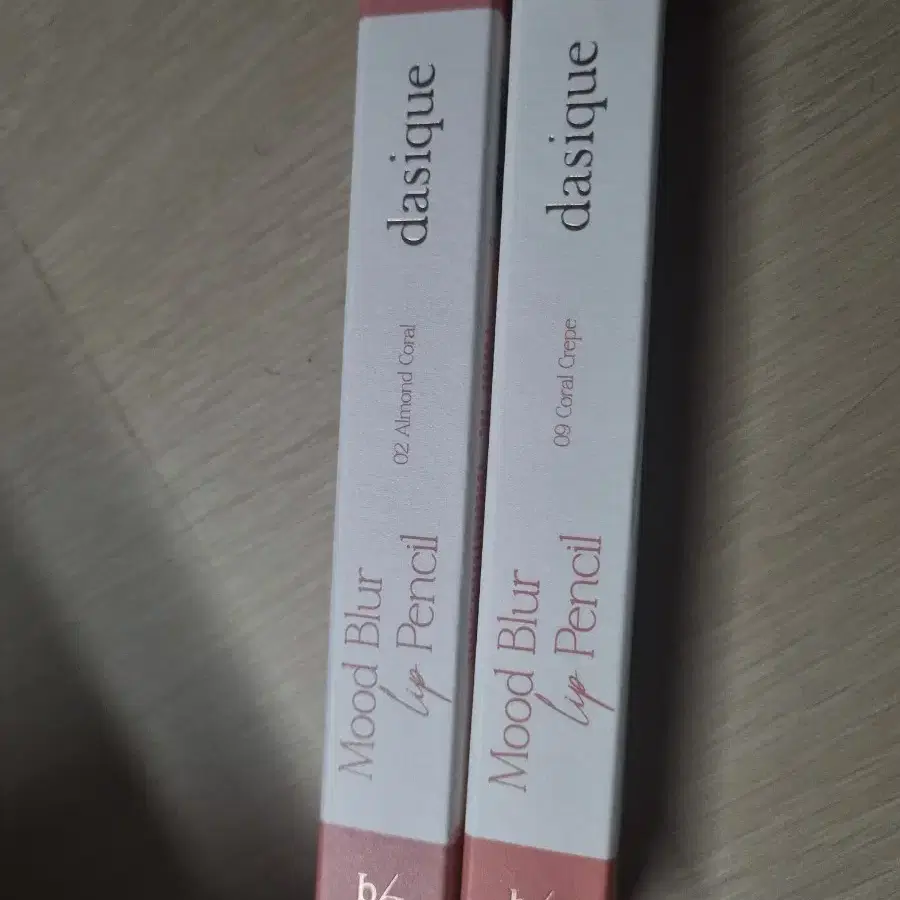 Mood Blur
lip Pencil
02 Almond Coral
dasique
Mood Blur
lip Pencil
09 Coral Crepe
dasique